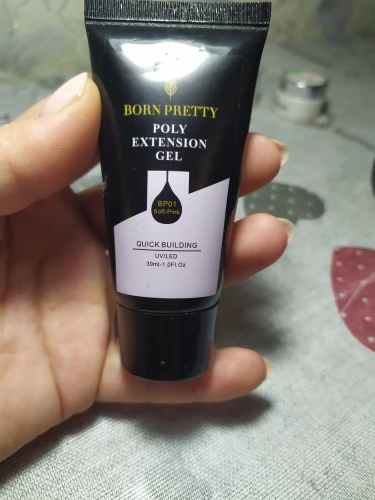 BORN PRETTY
POLY
EXTENSION
GEL
BP01
Soft-Pink
QUICK BUILDING
UV/LED
30ml-1.0Fl.Oz